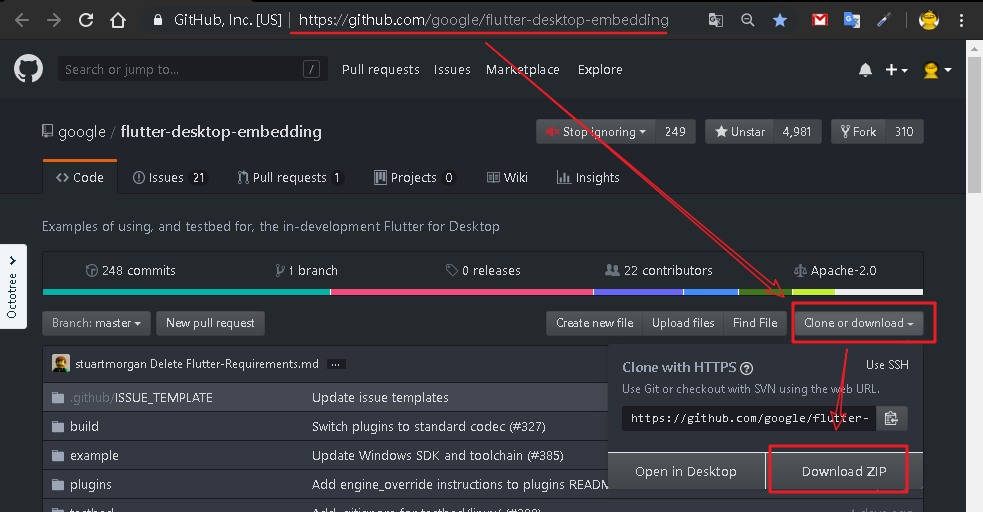 GitHub, Inc. [US] https://github.com/google/flutter-desktop-embedding
Search or jump to... / Pull requests Issues Marketplace Explore
google / flutter-desktop-embedding Stop ignoring 249 Unstar 4,981 Fork 310
Code Issues 21 Pull requests 1 Projects 0 Wiki Insights
Examples of using, and testbed for, the in-development Flutter for Desktop
Octotree
248 commits 1 branch 0 releases 22 contributors Apache-2.0
Branch: master New pull request Create new file Upload files Find File Clone or download
stuartmorgan Delete Flutter-Requirements.md ...
Clone with HTTPS ? Use SSH
Use Git or checkout with SVN using the web URL.
https://github.com/google/flutter-
Open in Desktop Download ZIP
.github/ISSUE_TEMPLATE Update issue templates
build Switch plugins to standard codec (#327)
example Update Windows SDK and toolchain (#385)
plugins Add engine_override instructions to plugins READM